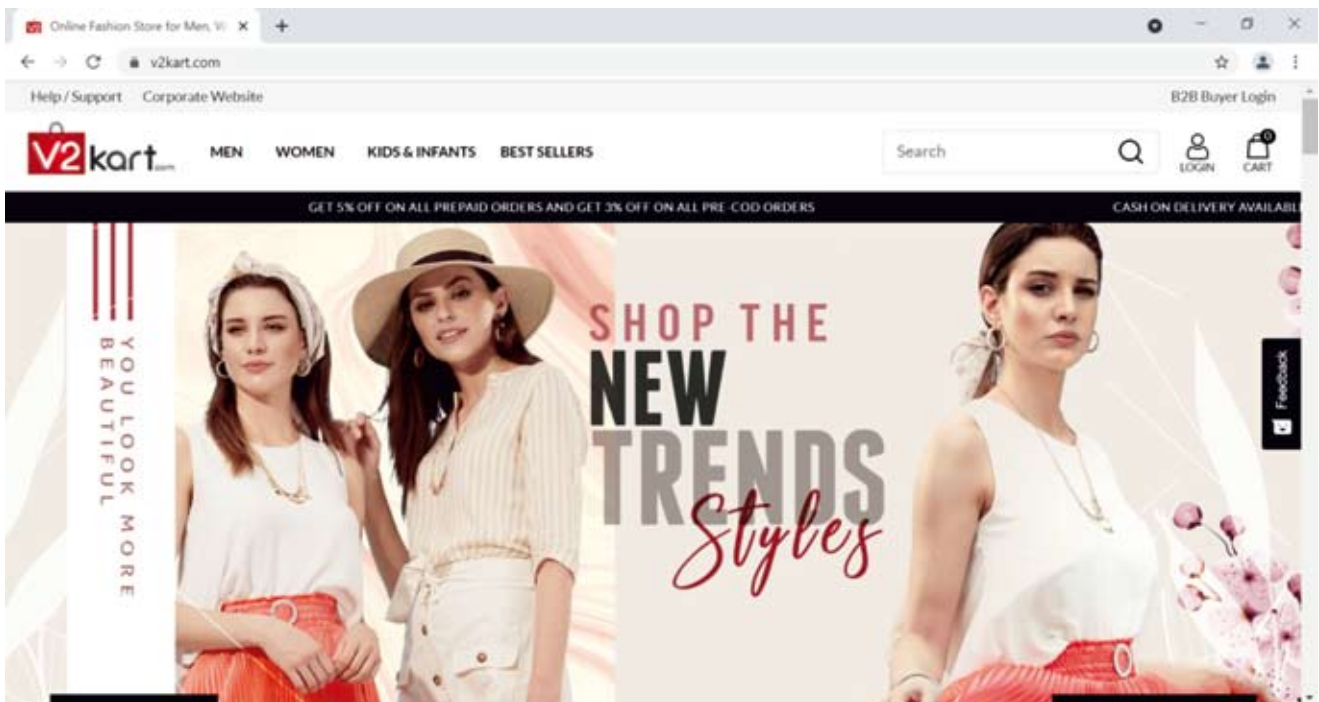 Online Fashion Store for Men, W
v2kart.com
Help / Support Corporate Website B2B Buyer Login
V2kart.com MEN WOMEN KIDS & INFANTS BEST SELLERS Search LOGIN 0 CART
GET 5% OFF ON ALL PREPAID ORDERS AND GET 3% OFF ON ALL PRE-COD ORDERS CASH ON DELIVERY AVAILABL
YOU LOOK MORE
BEAUTIFUL
SHOP THE
NEW
TRENDS
Styles
Feedback